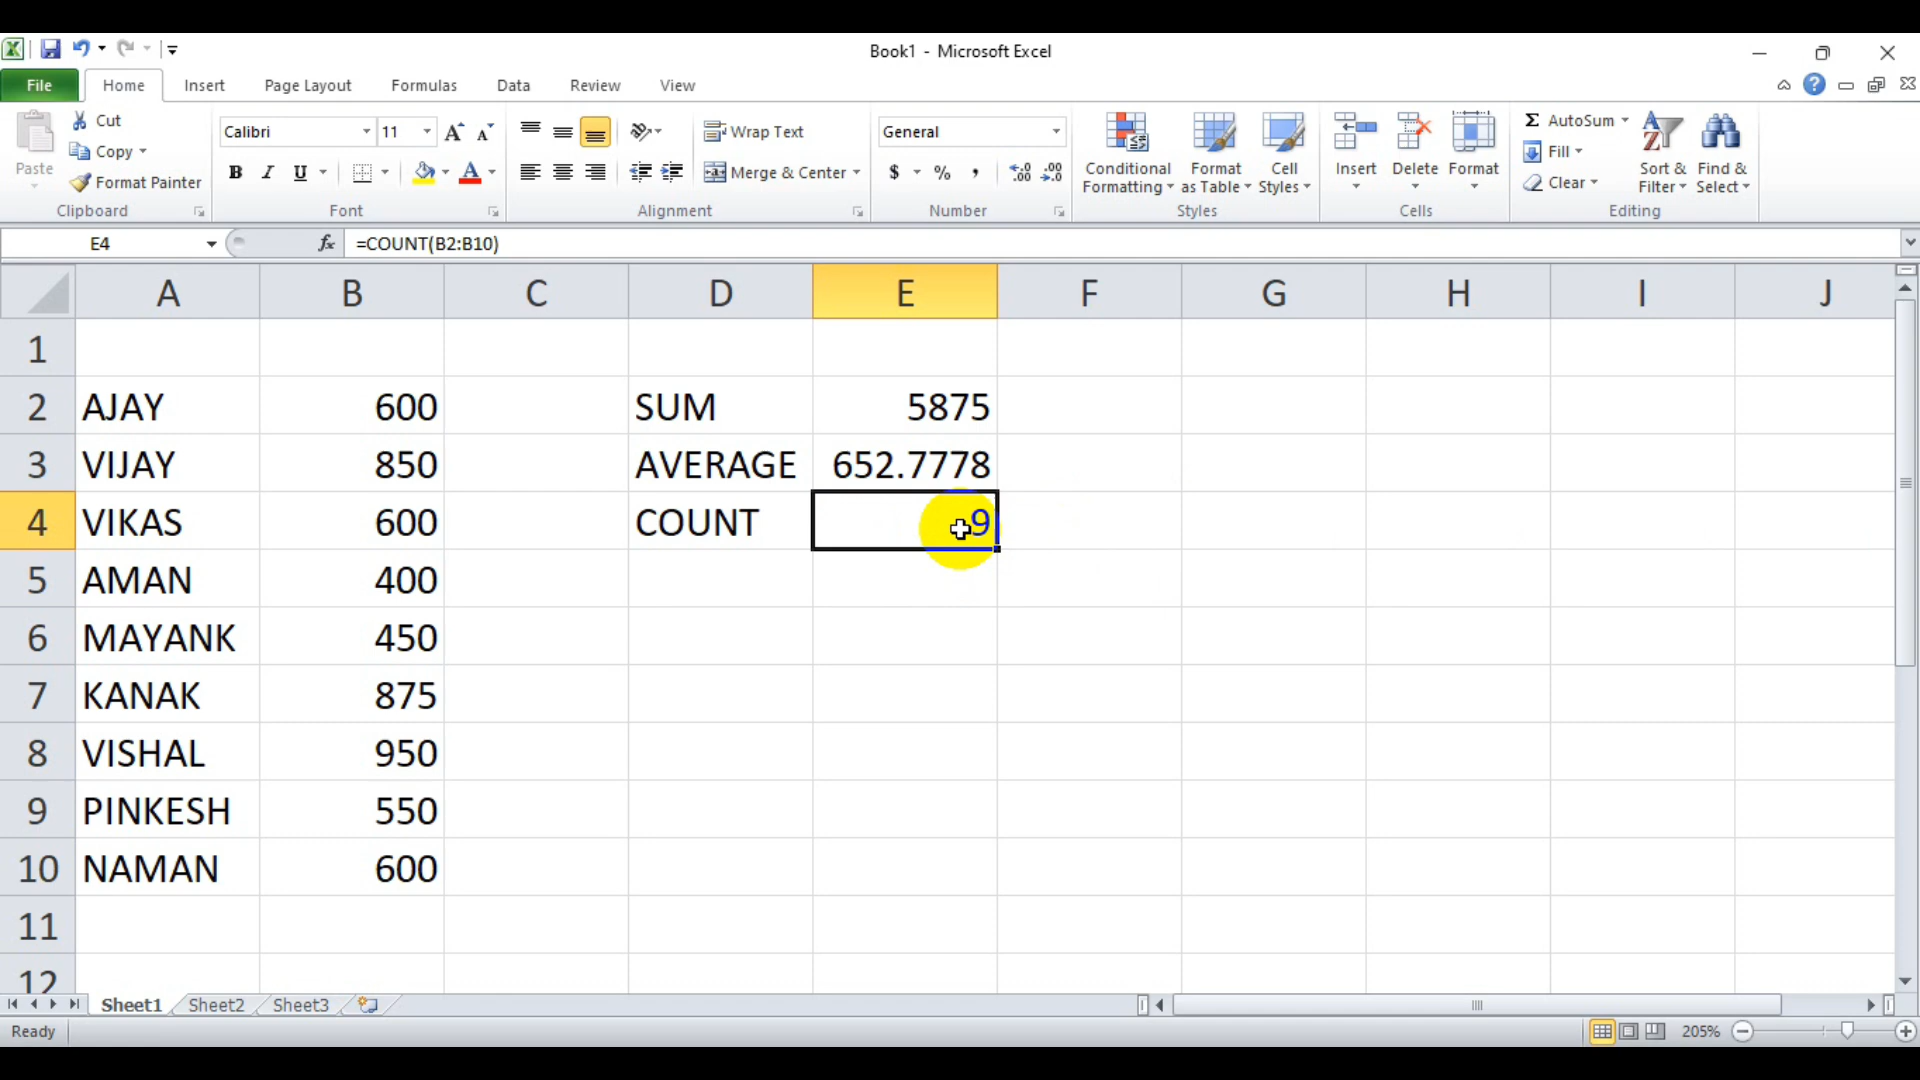 Book1 - Microsoft Excel
File Home Insert Page Layout Formulas Data Review View
Paste
Cut
Copy
Format Painter
Clipboard
Calibri 11
B I U
Font
Wrap Text
Merge & Center
Alignment
General
$ % ,
Number
Conditional Formatting
Format as Table
Cell Styles
Styles
Insert Delete Format
Cells
Σ AutoSum
Fill
Clear
Sort & Filter
Find & Select
Editing
E4 fx =COUNT(B2:B10)
A B C D E F G H I J
1
2 AJAY 600 SUM 5875
3 VIJAY 850 AVERAGE 652.7778
4 VIKAS 600 COUNT 9
5 AMAN 400
6 MAYANK 450
7 KANAK 875
8 VISHAL 950
9 PINKESH 550
10 NAMAN 600
11
12
Sheet1 Sheet2 Sheet3
Ready 205%